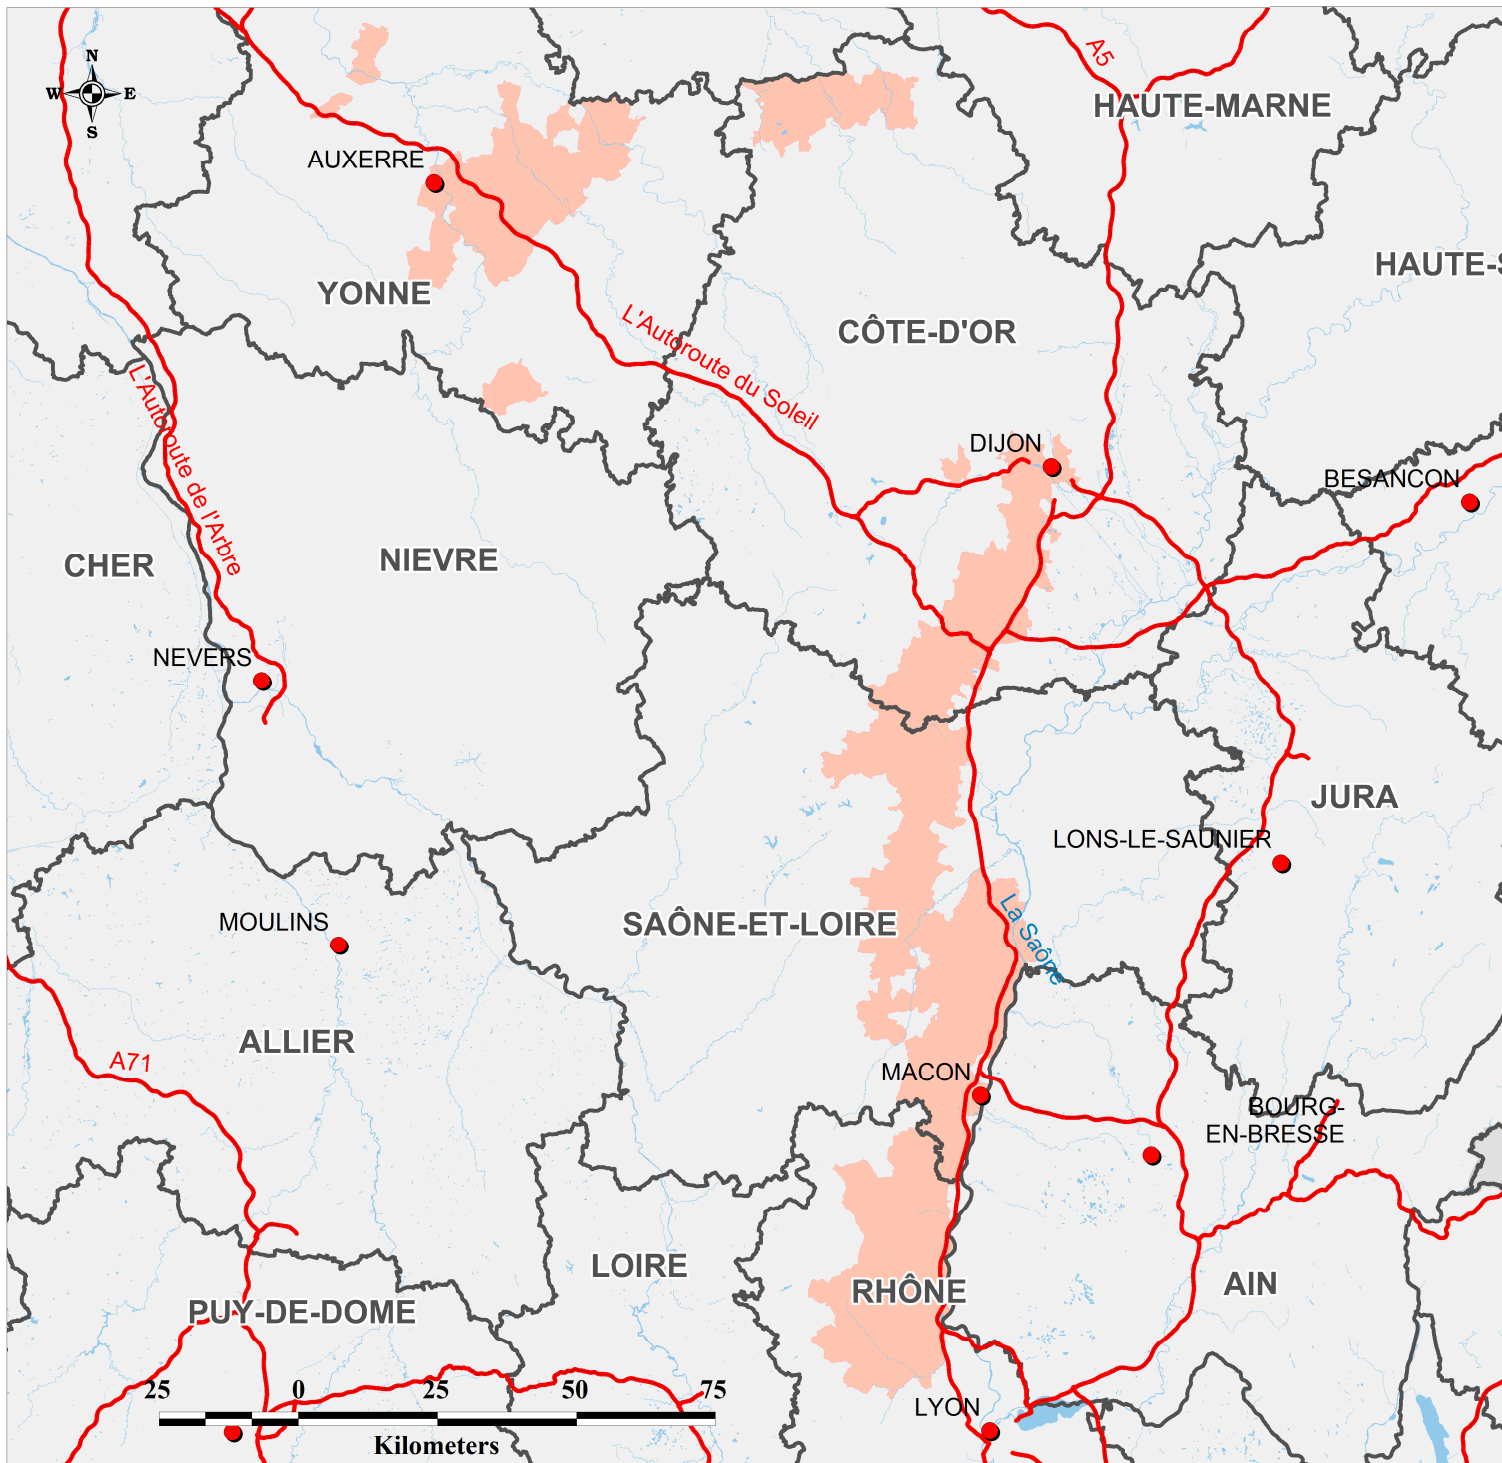 A5
N
W E
S
HAUTE-MARNE
AUXERRE
HAUTE-S
YONNE
L'Autoroute du Soleil
CÔTE-D'OR
L'Autoroute de l'Arbre
DIJON
BESANCON
CHER
NIEVRE
NEVERS
JURA
LONS-LE-SAUNIER
MOULINS
SAÔNE-ET-LOIRE
La Saône
ALLIER
A71
MACON
BOURG-
EN-BRESSE
LOIRE
RHÔNE
AIN
PUY-DE-DOME
25 0 25 50 75
LYON
Kilometers